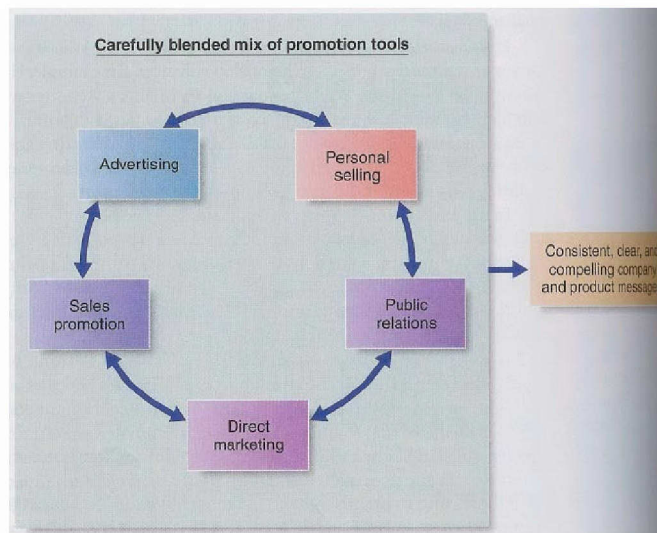 Carefully blended mix of promotion tools
Advertising
Personal
selling
Sales
promotion
Public
relations
Direct
marketing
Consistent, clear, and
compelling company
and product message